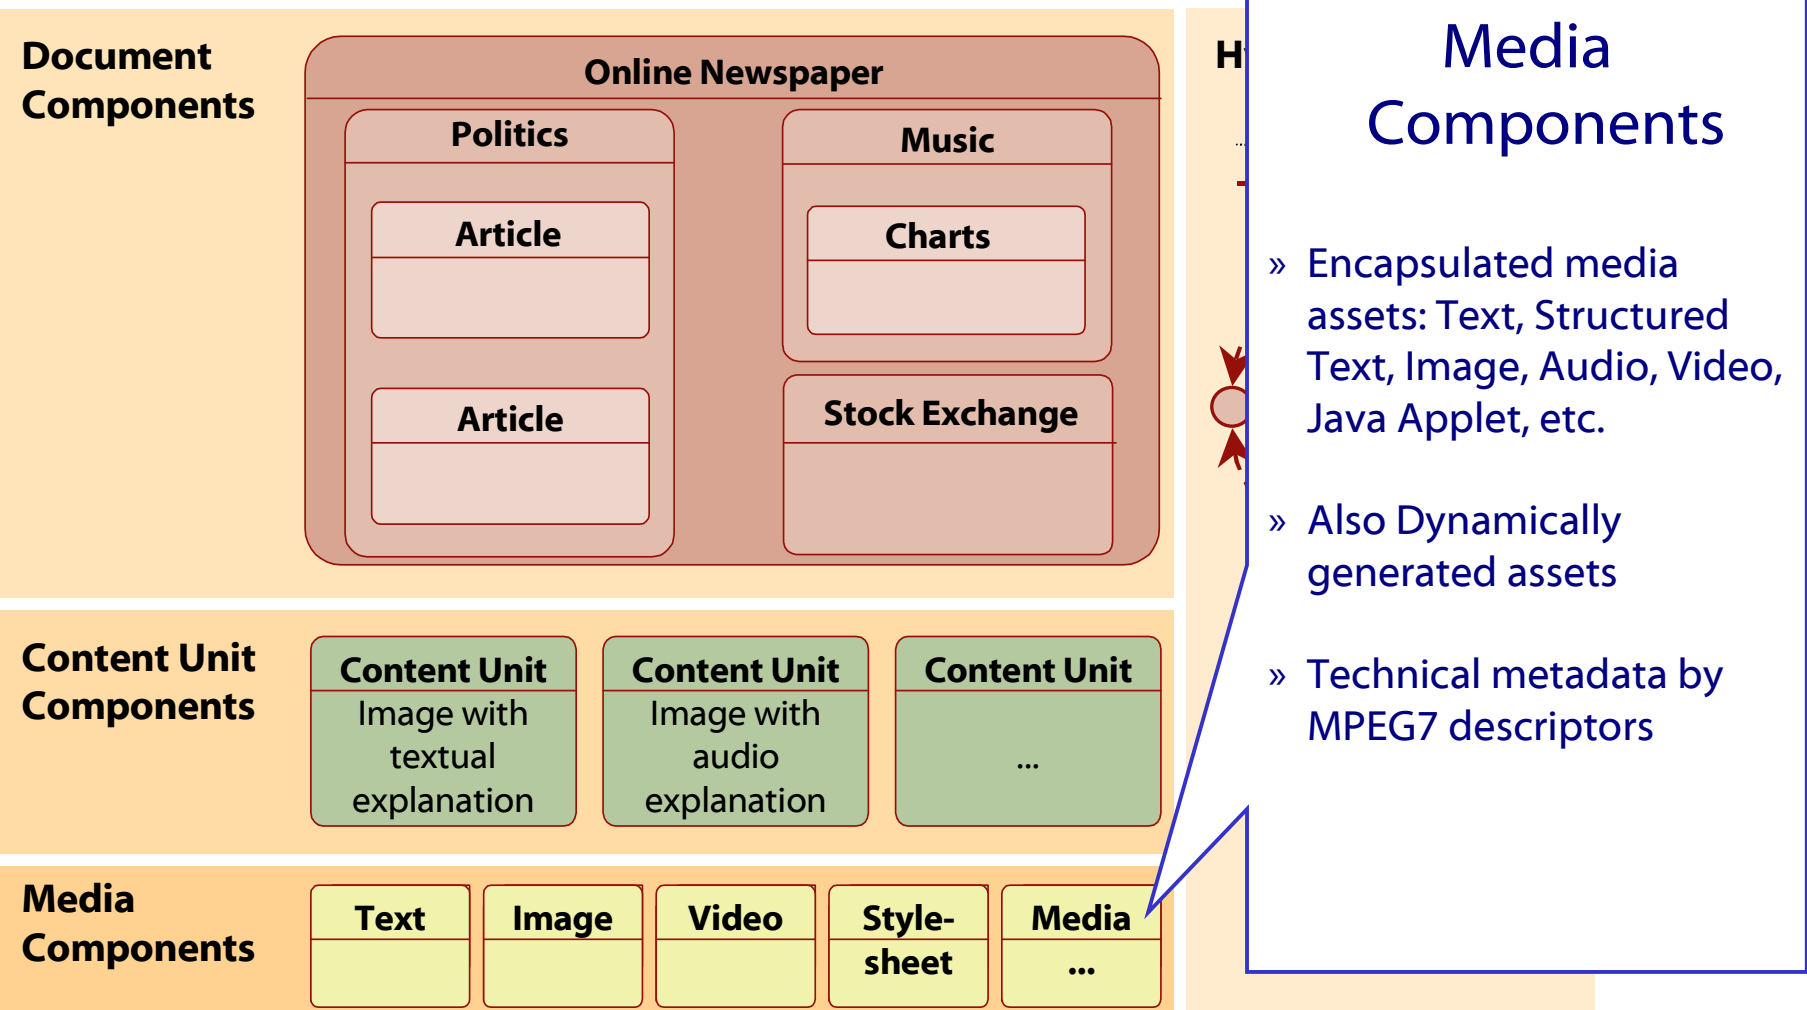 Document
Components
Online Newspaper
Politics
Article
Article
Music
Charts
Stock Exchange
Content Unit
Components
Content Unit
Image with
textual
explanation
Content Unit
Image with
audio
explanation
Content Unit
...
Media
Components
Text
Image
Video
Style-
sheet
Media
...
Media
Components
» Encapsulated media
assets: Text, Structured
Text, Image, Audio, Video,
Java Applet, etc.
» Also Dynamically
generated assets
» Technical metadata by
MPEG7 descriptors